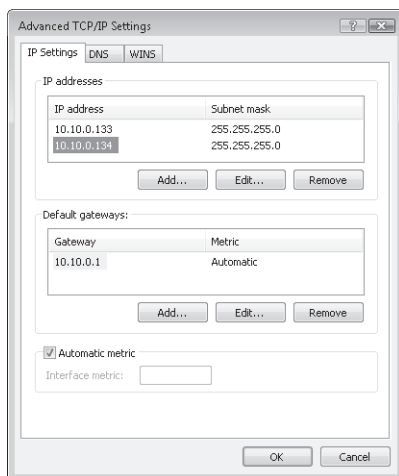 Advanced TCP/IP Settings
IP Settings DNS WINS
IP addresses
IP address Subnet mask
10.10.0.133 255.255.255.0
10.10.0.134 255.255.255.0
Add... Edit... Remove
Default gateways:
Gateway Metric
10.10.0.1 Automatic
Add... Edit... Remove
Automatic metric
Interface metric:
OK Cancel